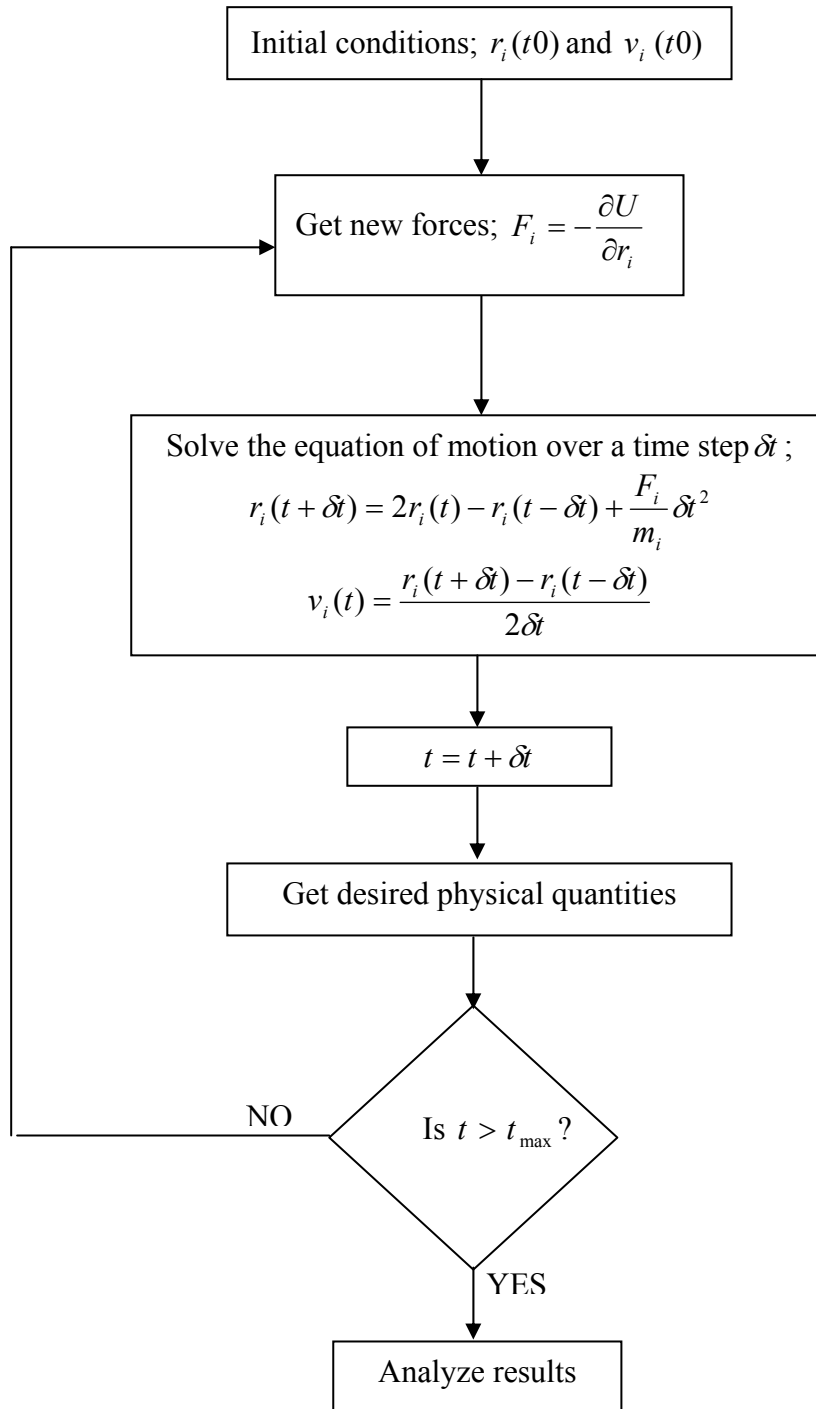 Initial conditions; r_i(t0) and v_i (t0)
Get new forces; F_i = -∂U/∂r_i
Solve the equation of motion over a time step δt ;
r_i(t + δt) = 2r_i(t) − r_i(t − δt) + F_i/m_i δt²
v_i(t) = r_i(t + δt) − r_i(t − δt) / 2δt
t = t + δt
Get desired physical quantities
Is t > t_max ?
NO
YES
Analyze results